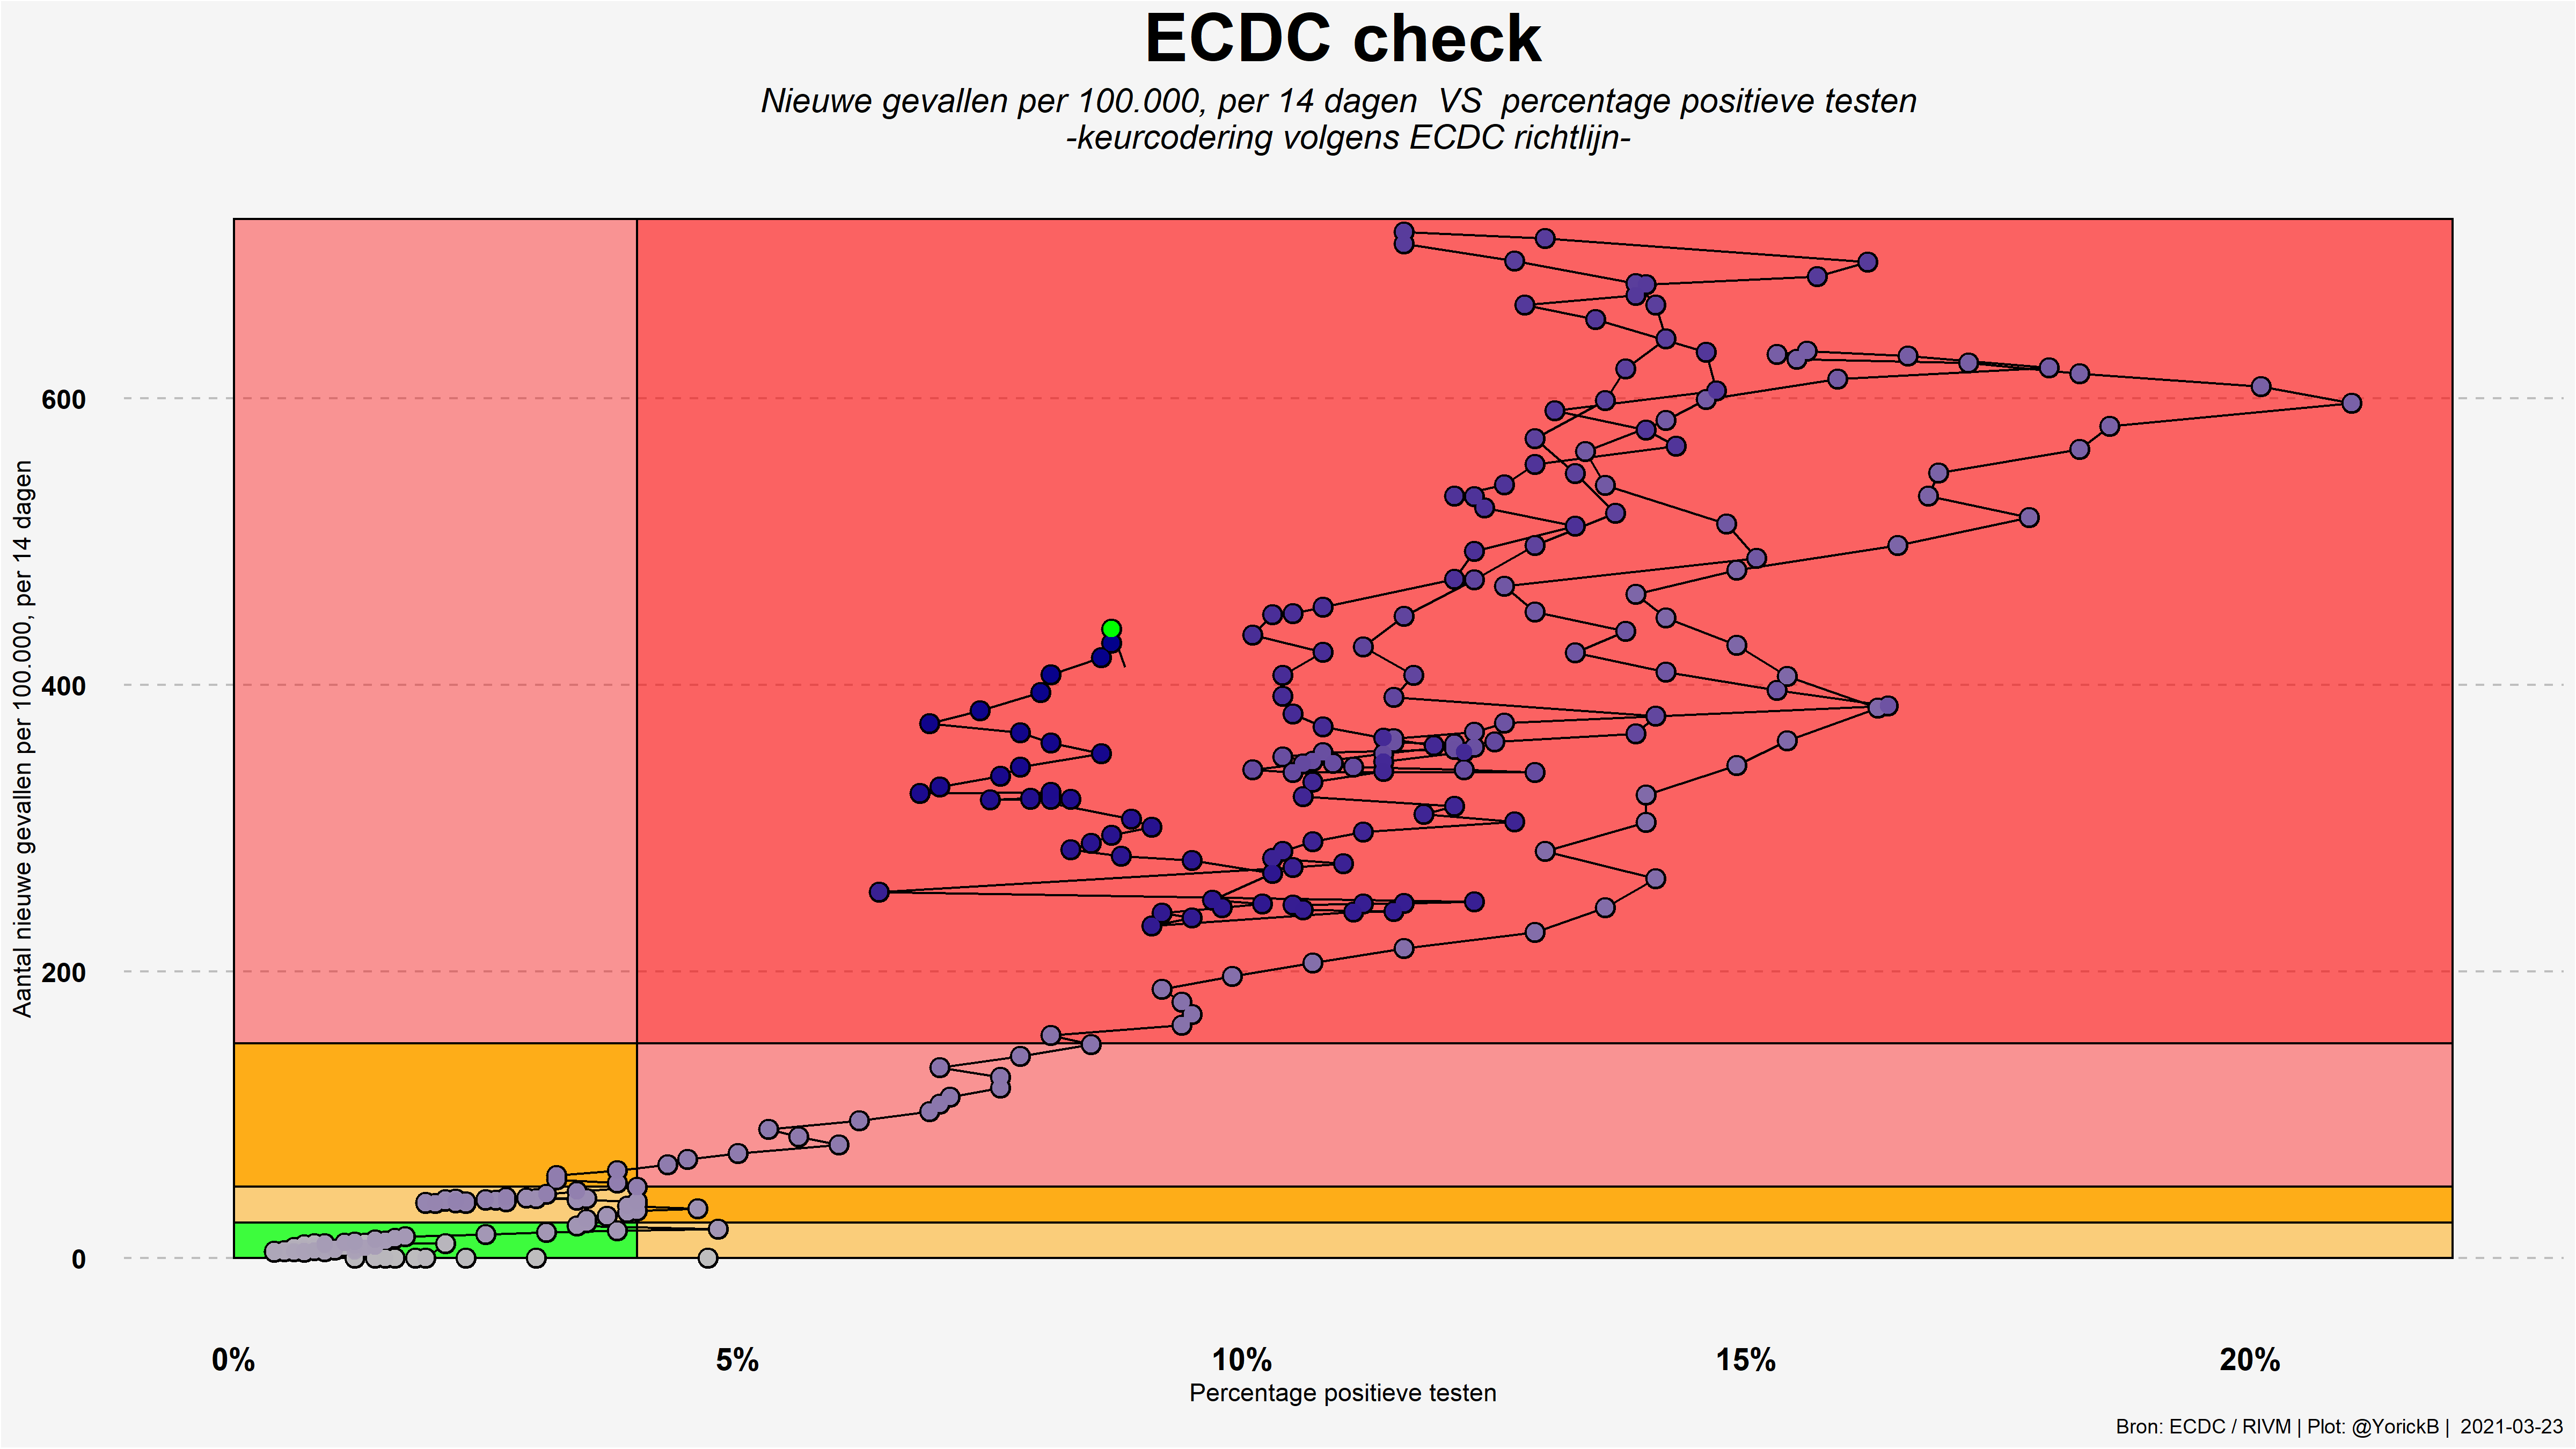 ECDC check
Nieuwe gevallen per 100.000, per 14 dagen  VS  percentage positieve testen
-keurcodering volgens ECDC richtlijn-
Aantal nieuwe gevallen per 100.000, per 14 dagen
600
400
200
0
0%
5%
10%
15%
20%
Percentage positieve testen
Bron: ECDC / RIVM | Plot: @YorickB |  2021-03-23